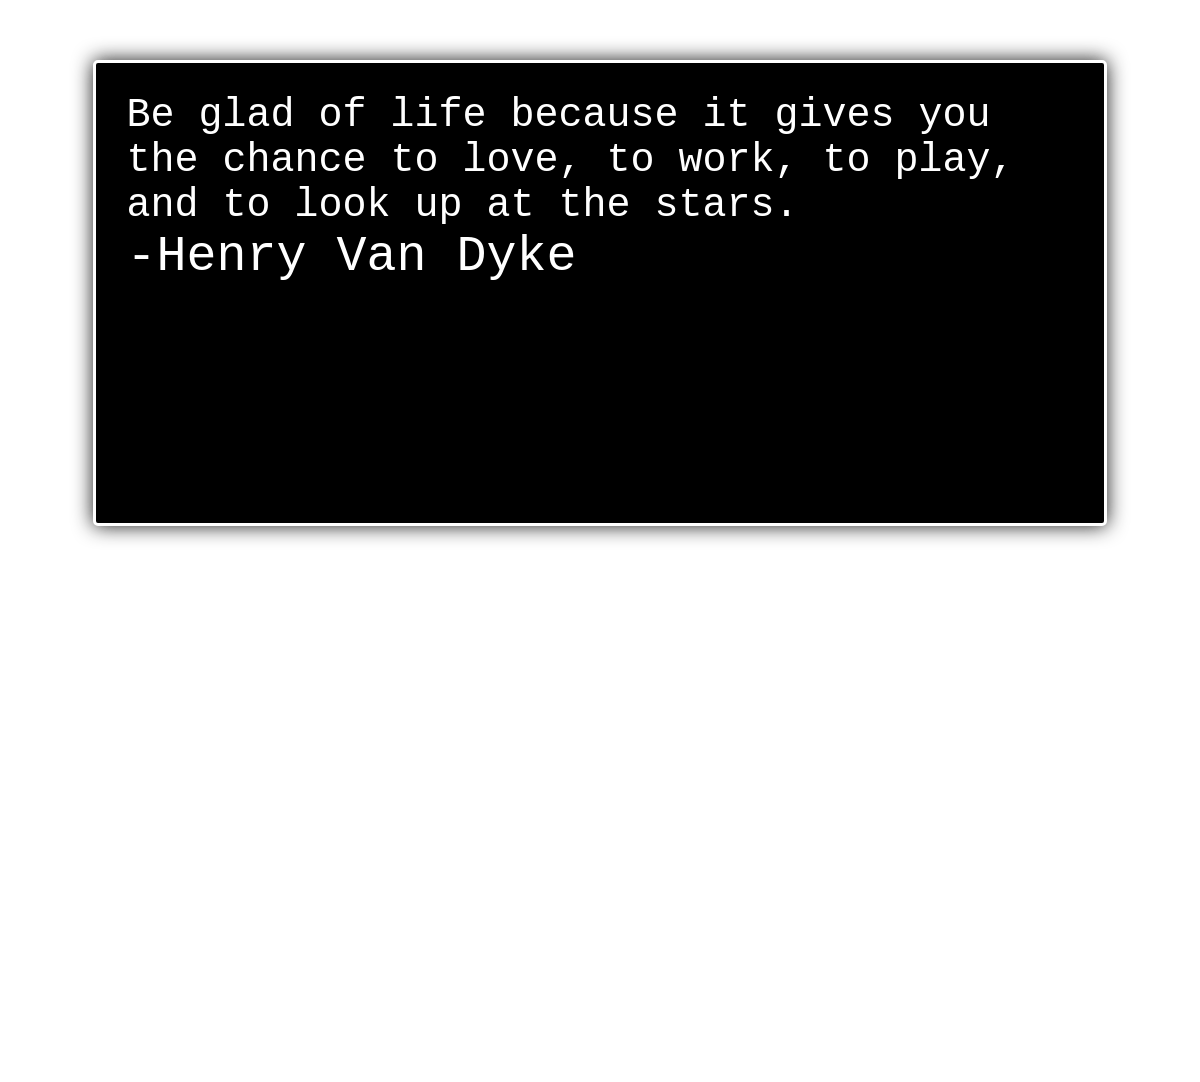 Be glad of life because it gives you
the chance to love, to work, to play,
and to look up at the stars.
-Henry Van Dyke